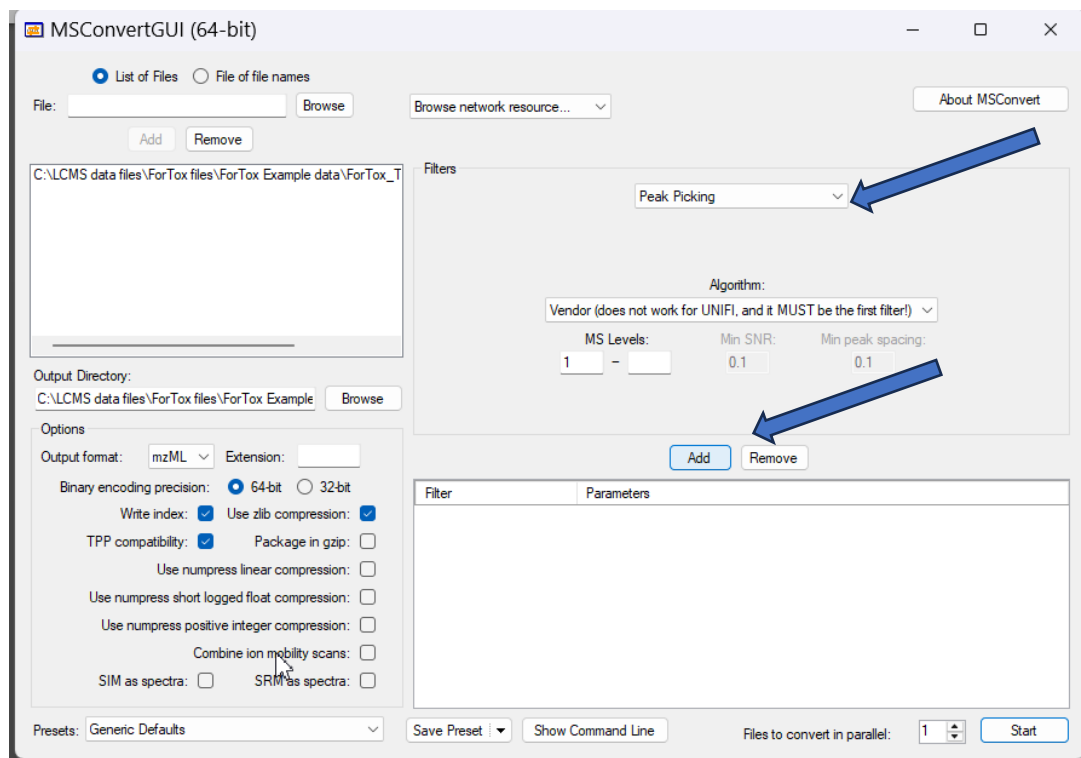 MSConvertGUI (64-bit)
List of Files File of file names
File: Browse
Browse network resource...
About MSConvert
Add Remove
C:\LCMS data files\ForTox files\ForTox Example data\ForTox_T
Filters
Peak Picking
Algorithm:
Vendor (does not work for UNIFI, and it MUST be the first filter!)
MS Levels: Min SNR: Min peak spacing:
1 – 0.1 0.1
Output Directory:
C:\LCMS data files\ForTox files\ForTox Example Browse
Options
Output format: mzML Extension:
Binary encoding precision: 64-bit 32-bit
Write index: Use zlib compression:
TPP compatibility: Package in gzip:
Use numpress linear compression:
Use numpress short logged float compression:
Use numpress positive integer compression:
Combine ion mobility scans:
SIM as spectra: SRM as spectra:
Add Remove
Filter Parameters
Presets: Generic Defaults
Save Preset Show Command Line
Files to convert in parallel: 1 Start